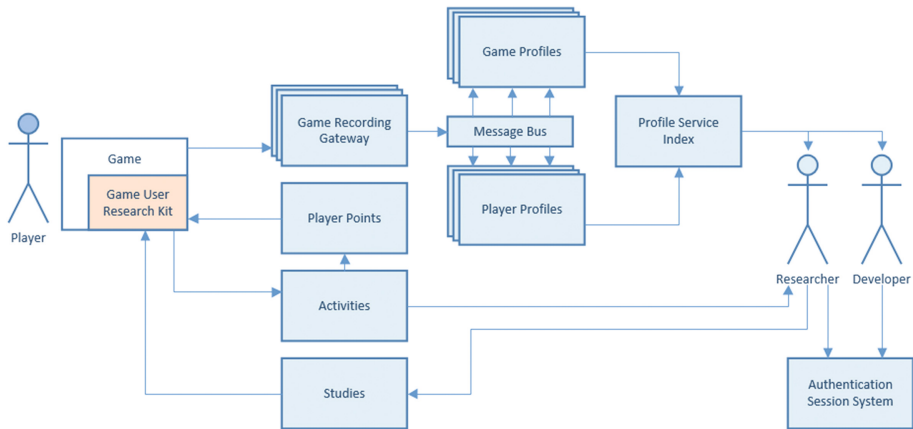 Game Profiles
Game Recording
Gateway
Message Bus
Profile Service
Index
Game
Game User
Research Kit
Player
Player Points
Player Profiles
Activities
Researcher
Developer
Studies
Authentication
Session System